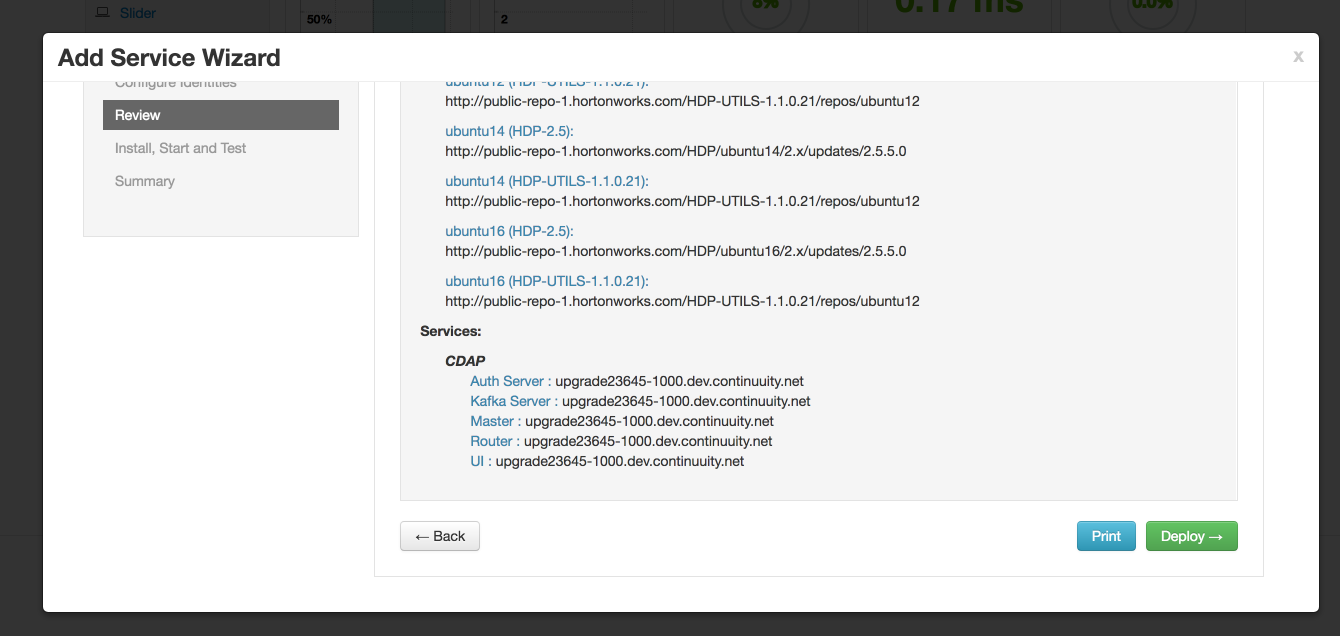 Slider
50%
2
8%
0.17 ms
0.0%
Add Service Wizard
x
Configure Identities
Review
Install, Start and Test
Summary
ubuntu12 (HDP-UTILS-1.1.0.21):
http://public-repo-1.hortonworks.com/HDP-UTILS-1.1.0.21/repos/ubuntu12
ubuntu14 (HDP-2.5):
http://public-repo-1.hortonworks.com/HDP/ubuntu14/2.x/updates/2.5.5.0
ubuntu14 (HDP-UTILS-1.1.0.21):
http://public-repo-1.hortonworks.com/HDP-UTILS-1.1.0.21/repos/ubuntu12
ubuntu16 (HDP-2.5):
http://public-repo-1.hortonworks.com/HDP/ubuntu16/2.x/updates/2.5.5.0
ubuntu16 (HDP-UTILS-1.1.0.21):
http://public-repo-1.hortonworks.com/HDP-UTILS-1.1.0.21/repos/ubuntu12
Services:
CDAP
Auth Server : upgrade23645-1000.dev.continuuity.net
Kafka Server : upgrade23645-1000.dev.continuuity.net
Master : upgrade23645-1000.dev.continuuity.net
Router : upgrade23645-1000.dev.continuuity.net
UI : upgrade23645-1000.dev.continuuity.net
← Back
Print
Deploy →